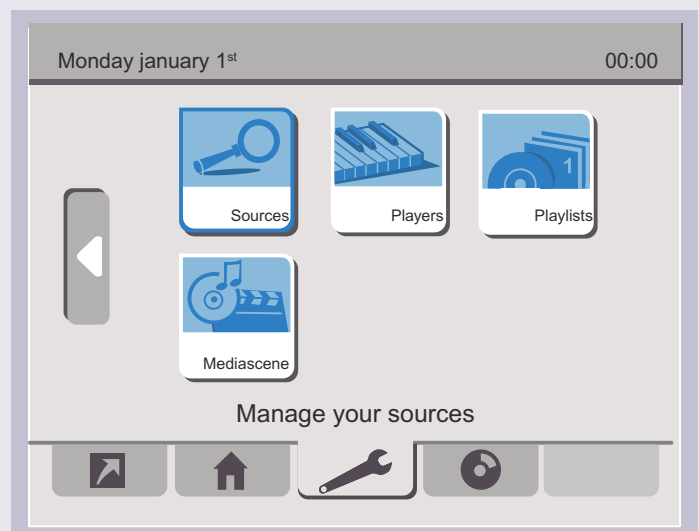 Monday january 1st 00:00
Sources Players Playlists
1
Mediascene
Manage your sources